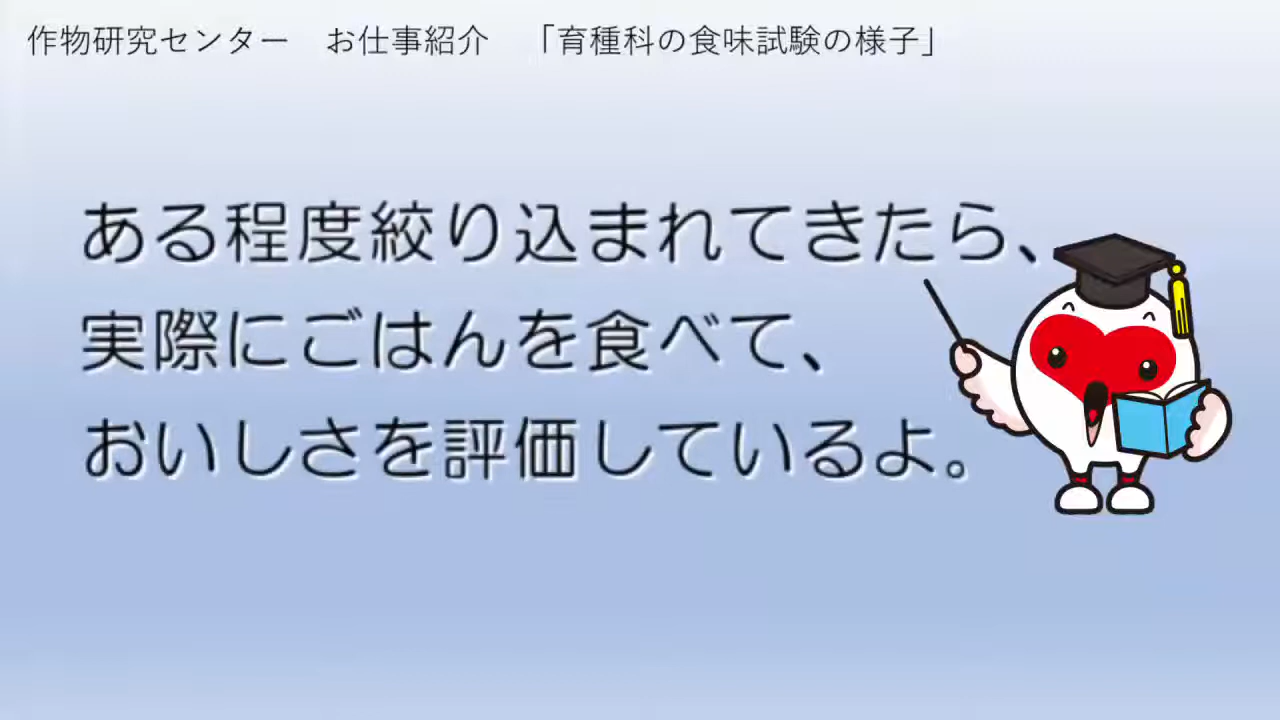 作物研究センター　お仕事紹介　「育種科の食味試験の様子」
ある程度絞り込まれてきたら、
実際にごはんを食べて、
おいしさを評価しているよ。